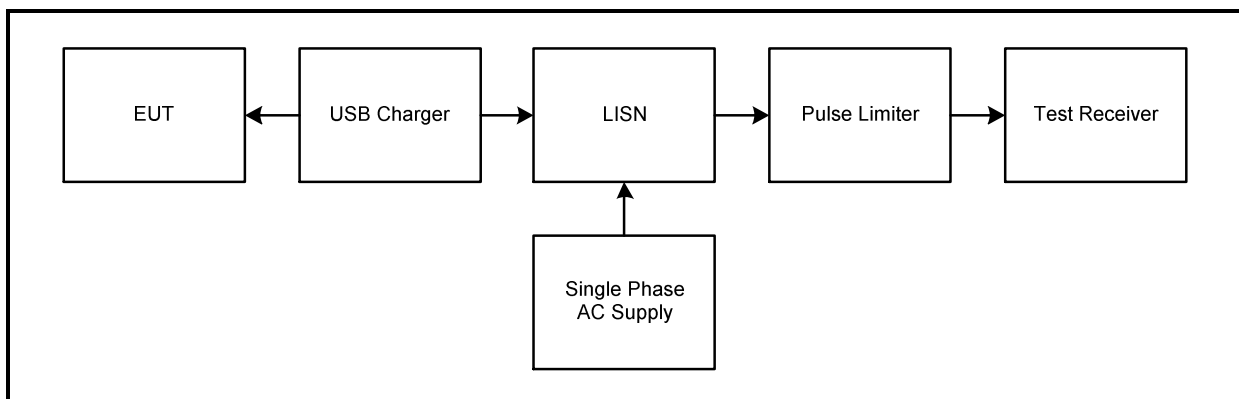 EUT
USB Charger
LISN
Pulse Limiter
Test Receiver
Single Phase
AC Supply